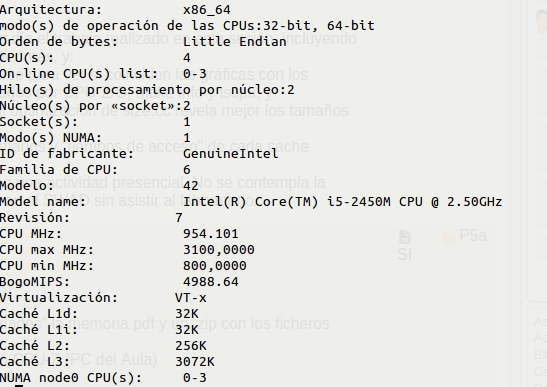 Arquitectura: x86_64
modo(s) de operación de las CPUs:32-bit, 64-bit
Orden de bytes: Little Endian
CPU(s): 4
On-line CPU(s) list: 0-3
Hilo(s) de procesamiento por núcleo:2
Núcleo(s) por «socket»:2
Socket(s): 1
Modo(s) NUMA: 1
ID de fabricante: GenuineIntel
Familia de CPU: 6
Modelo: 42
Model name: Intel(R) Core(TM) i5-2450M CPU @ 2.50GHz
Revisión: 7
CPU MHz: 954.101
CPU max MHz: 3100,0000
CPU min MHz: 800,0000
BogoMIPS: 4988.64
Virtualización: VT-x
Caché L1d: 32K
Caché L1i: 32K
Caché L2: 256K
Caché L3: 3072K
NUMA node0 CPU(s): 0-3
P5a
Sí